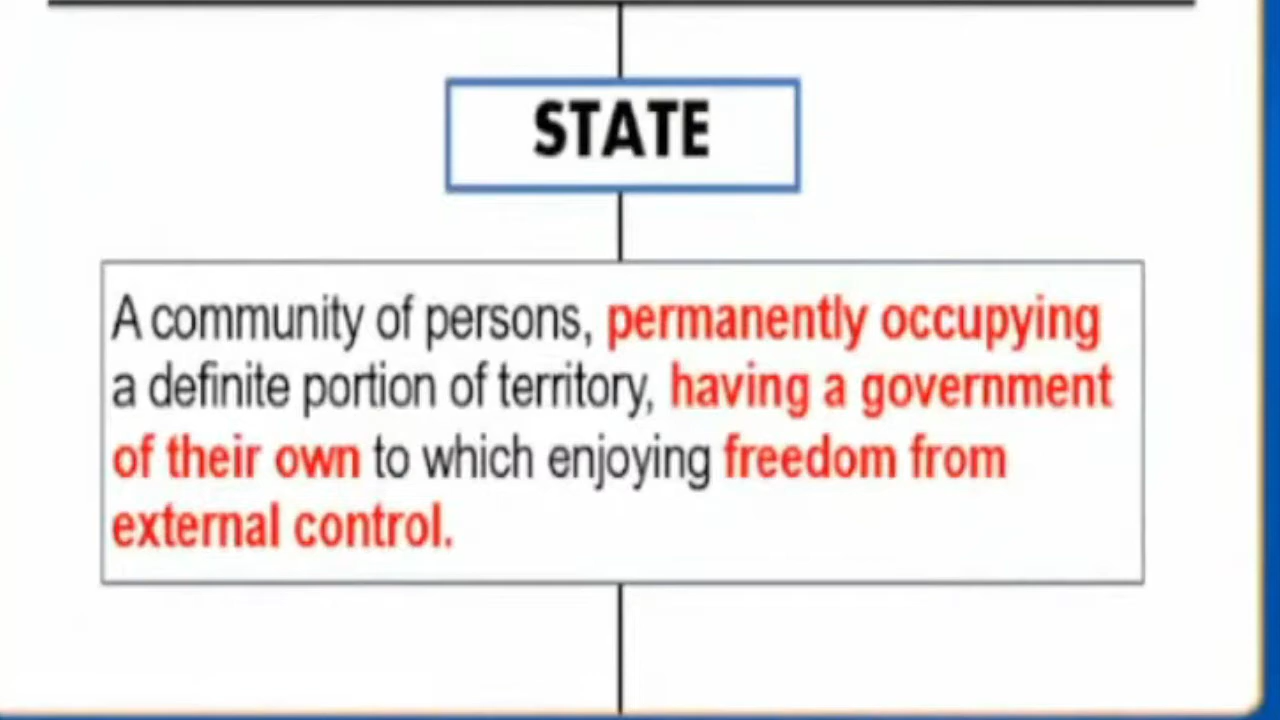 STATE
A community of persons, permanently occupying
a definite portion of territory, having a government
of their own to which enjoying freedom from
external control.